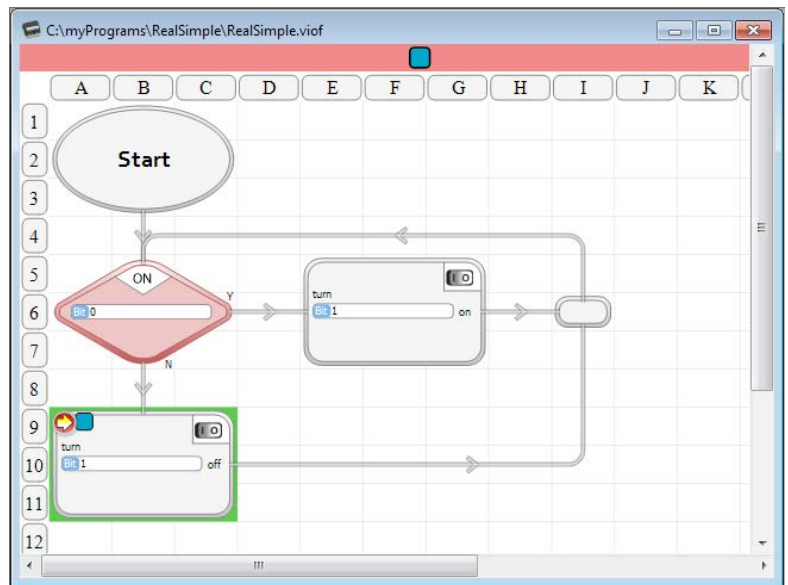 C:\myPrograms\RealSimple\RealSimple.viof
A B C D E F G H I J K
1
2
3
4
5
6
7
8
9
10
11
12
Start
ON
Bit 0
Y
N
turn
Bit 1 on
I O
turn
Bit 1 off
I O